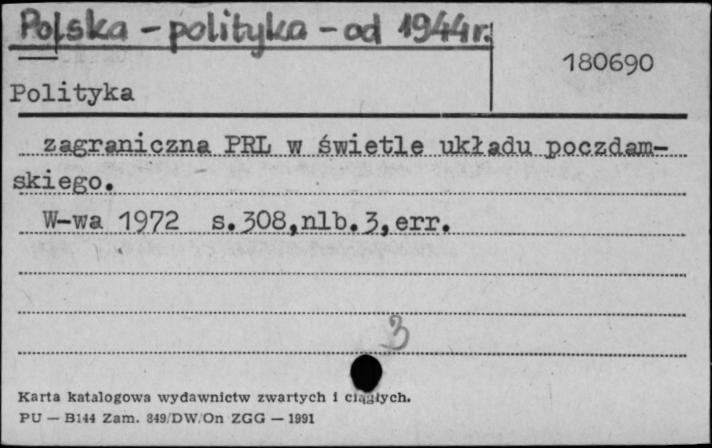 Polska - polityka - od 1944r.
180690
Polityka
zagraniczna PRL w świetle układu poczdam-
skiego.
W-wa 1972 s.308,nlb.3,err.
3
Karta katalogowa wydawnictw zwartych i ciągłych.
PU — B144 Zam. 849/DW/On ZGG — 1991